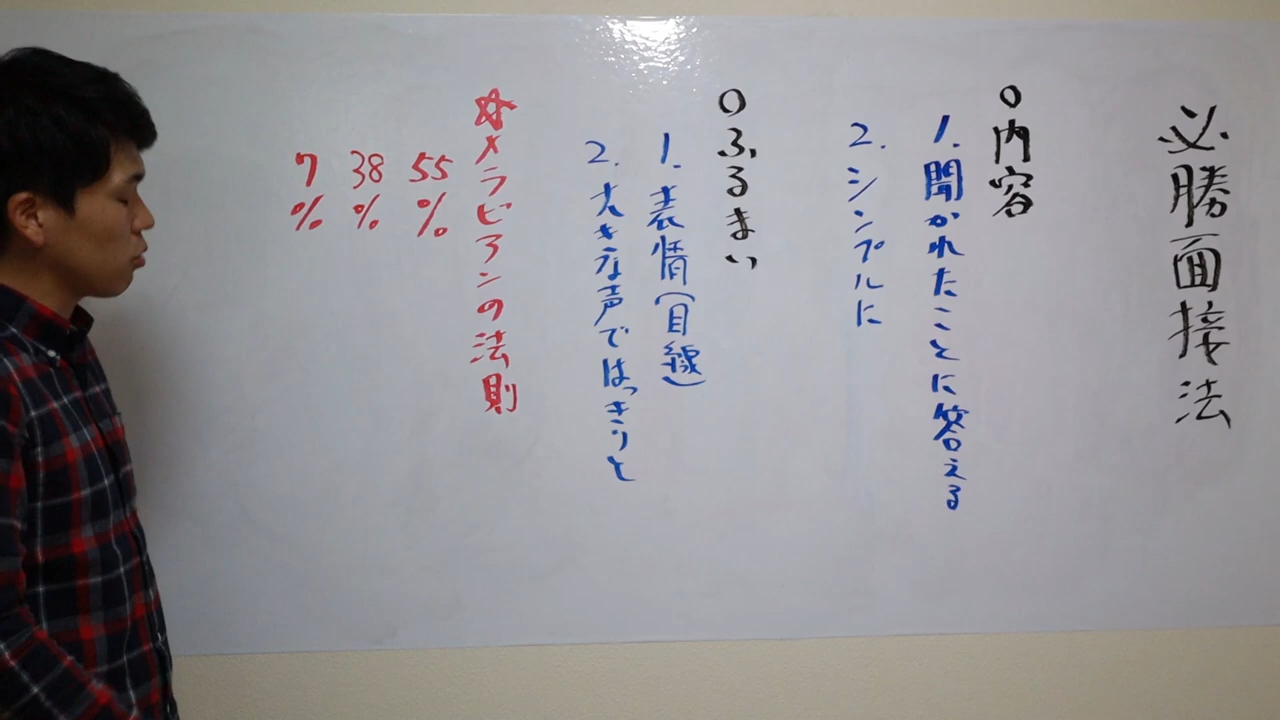 必勝面接法
○内容
1. 聞かれたことに答える
2. シンプルに
○ふるまい
1. 表情(目線)
2. 大きな声ではっきりと
☆メラビアンの法則
55%
38%
7%